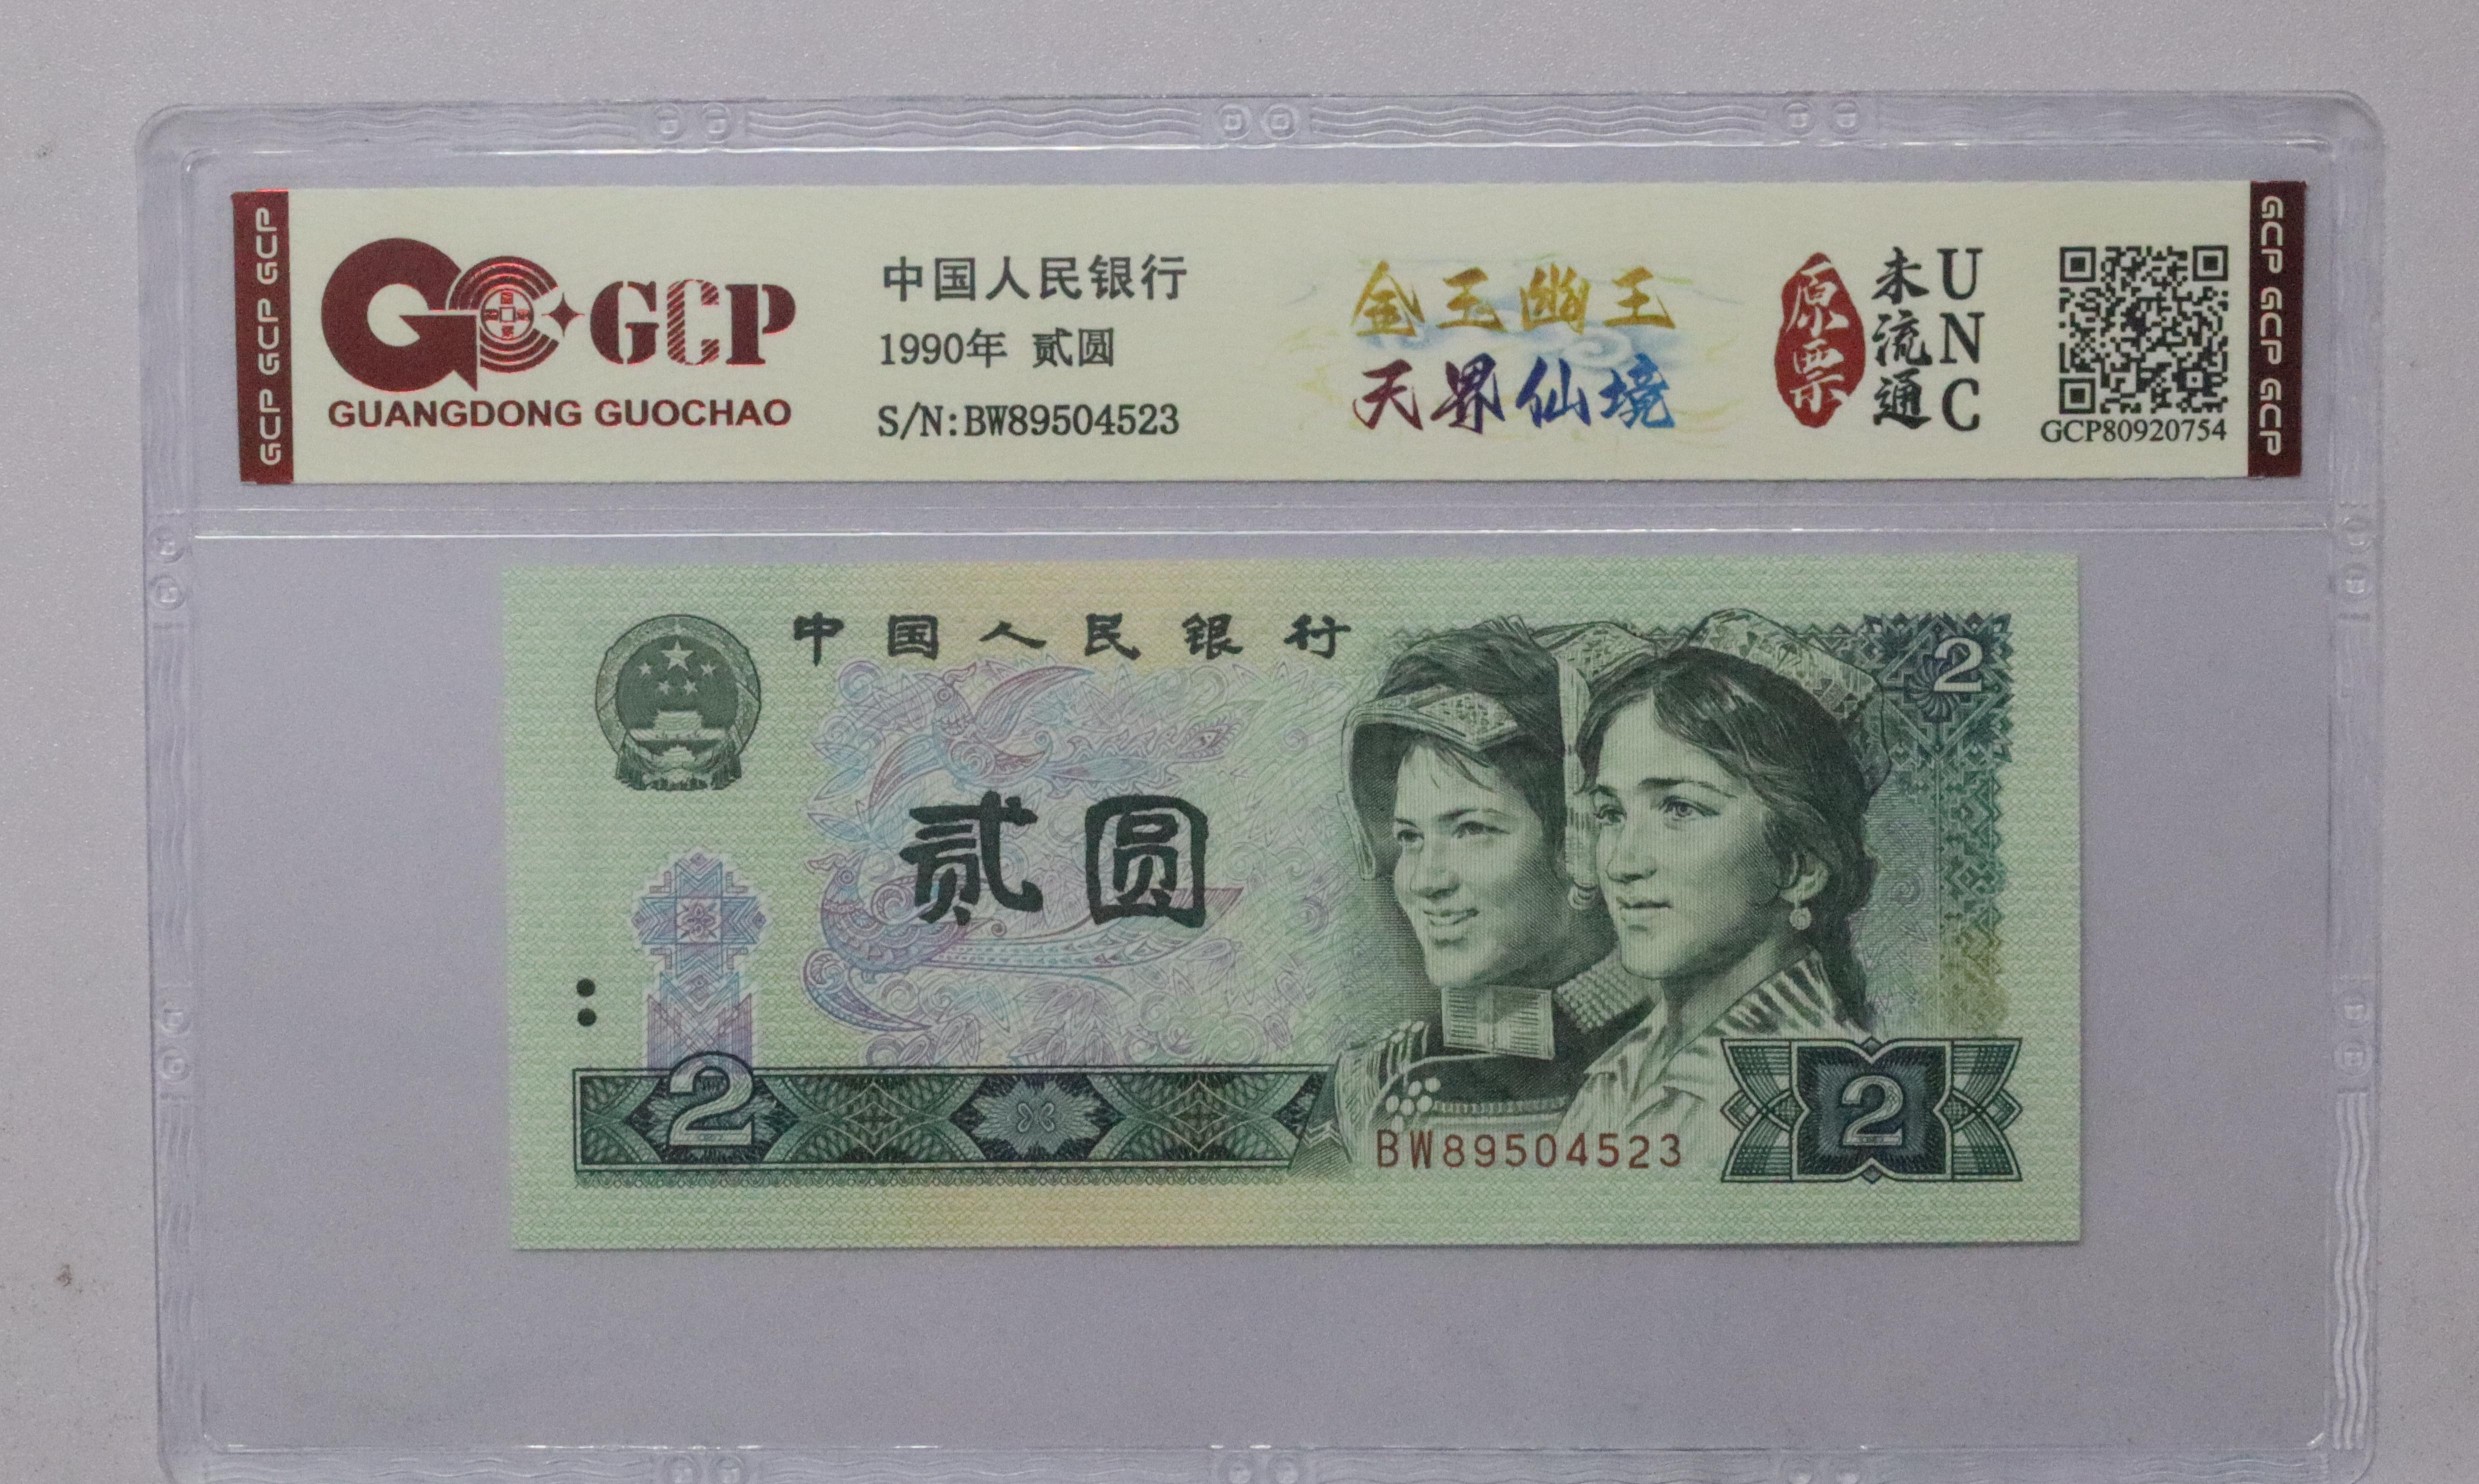 GCP GCP GCP
GCP
GUANGDONG GUOCHAO
中国人民银行
1990年 贰圆
S/N:BW89504523
金玉幽王
天界仙境
原票
未流通
UNC
GCP80920754
GCP GCP GCP
中国人民银行
2
贰圆
2
BW89504523
2